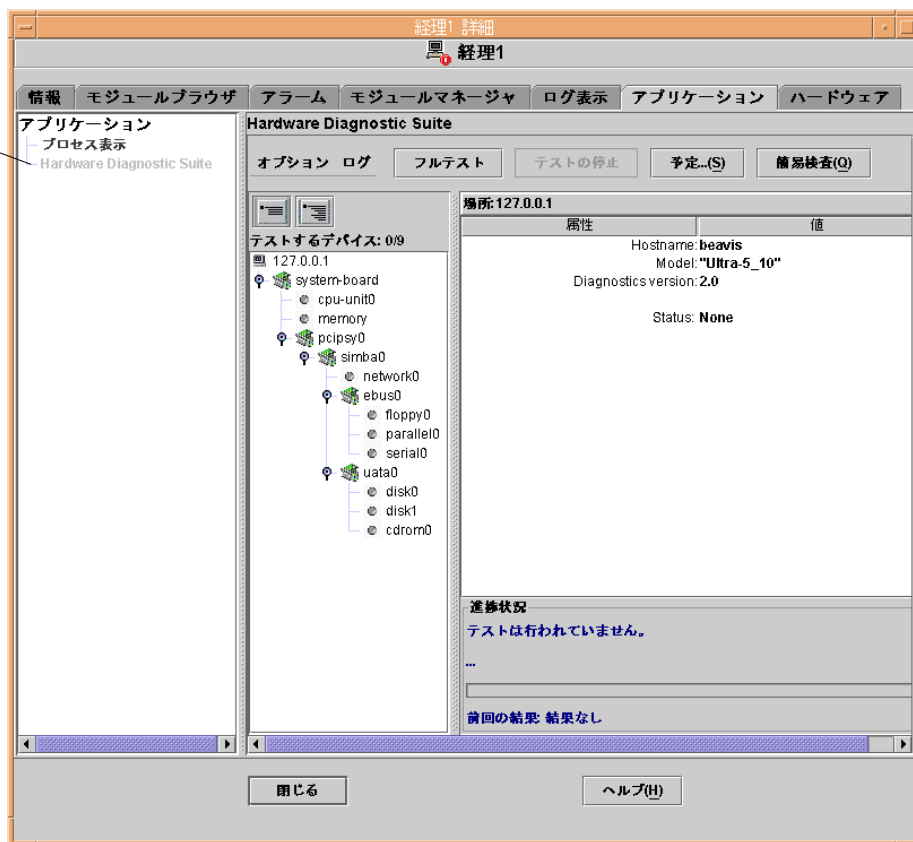 経理1 詳細
経理1
情報 モジュールブラウザ アラーム モジュールマネージャ ログ表示 アプリケーション ハードウェア
アプリケーション
プロセス表示
Hardware Diagnostic Suite
Hardware Diagnostic Suite
オプション ログ フルテスト テストの停止 予定...(S)簡易検査(Q)
テストするデバイス: 0/9
127.0.0.1
system-board
cpu-unit0
memory
pcipsy0
simba0
network0
ebus0
floppy0
parallel0
serial0
uata0
disk0
disk1
cdrom0
場所:127.0.0.1
属性 値
Hostname: beavis
Model: "Ultra-5_10"
Diagnostics version: 2.0
Status: None
進捗状況
テストは行われていません。
...
前回の結果: 結果なし
閉じる ヘルプ(H)